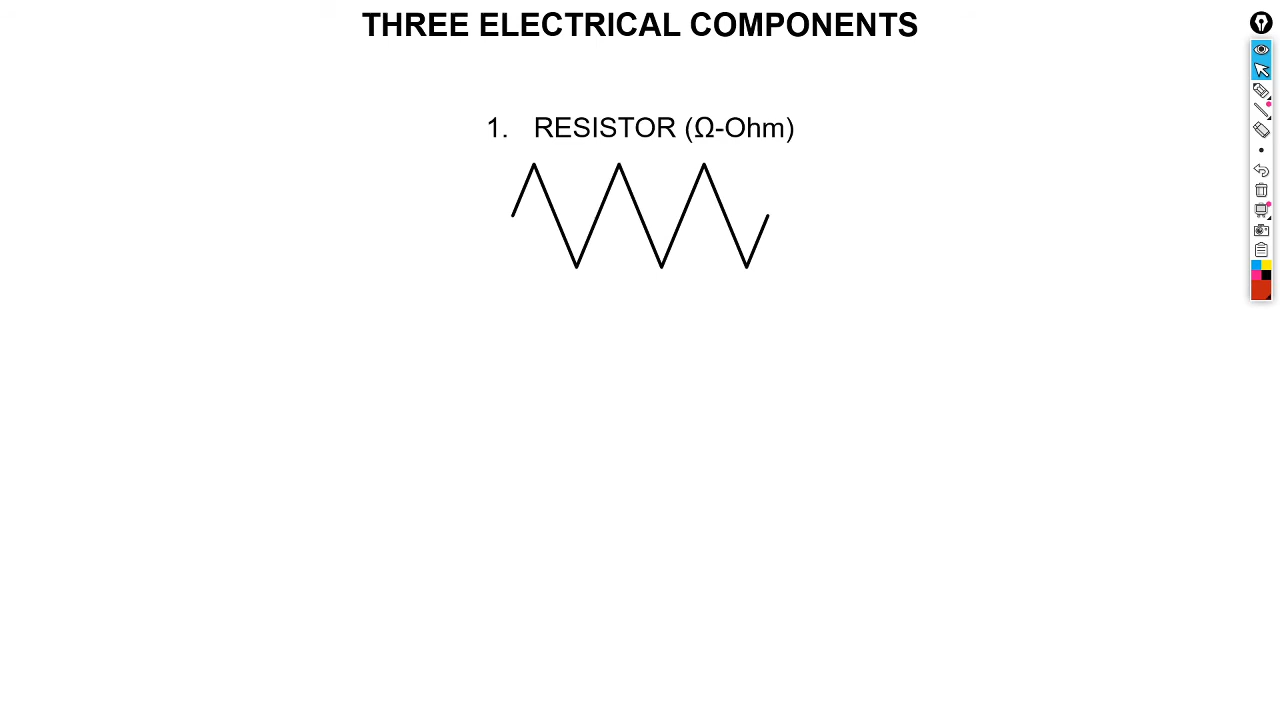 THREE ELECTRICAL COMPONENTS
1. RESISTOR (Ω-Ohm)